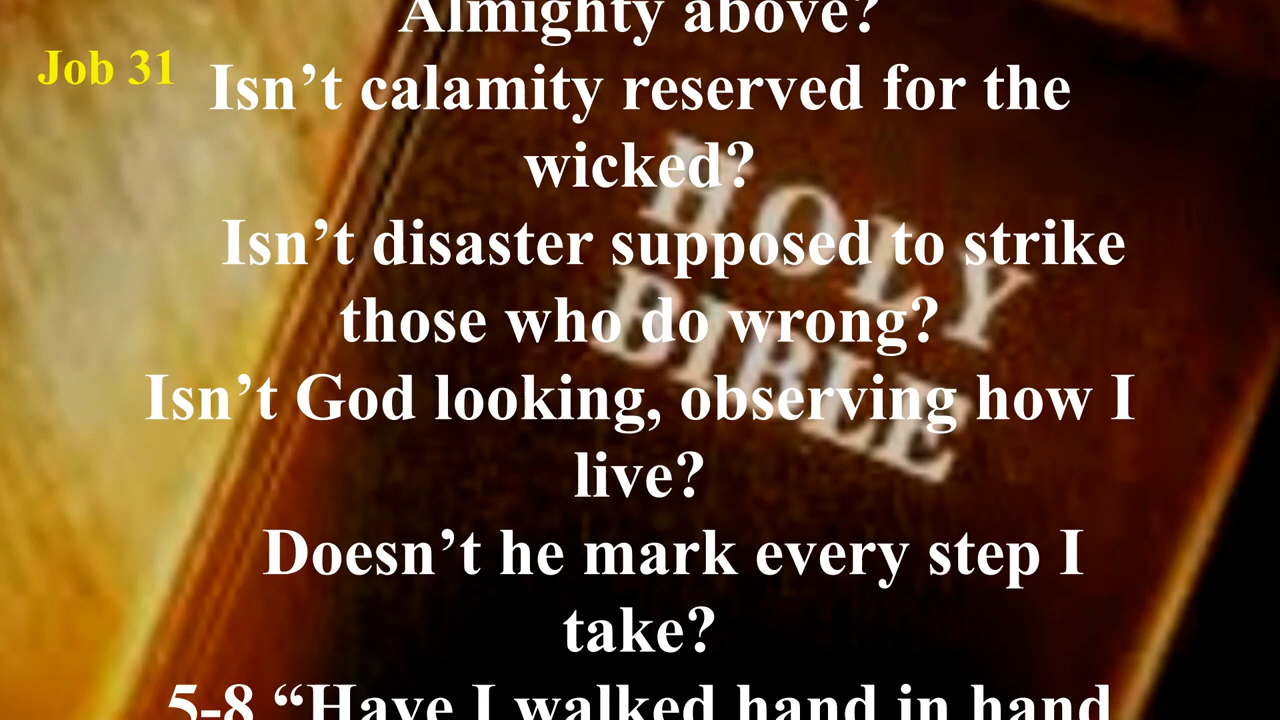 Almighty above?
Job 31
Isn’t calamity reserved for the
wicked?
Isn’t disaster supposed to strike
those who do wrong?
Isn’t God looking, observing how I
live?
Doesn’t he mark every step I
take?
5-8 “Have I walked hand in hand
HOLY
BIBLE